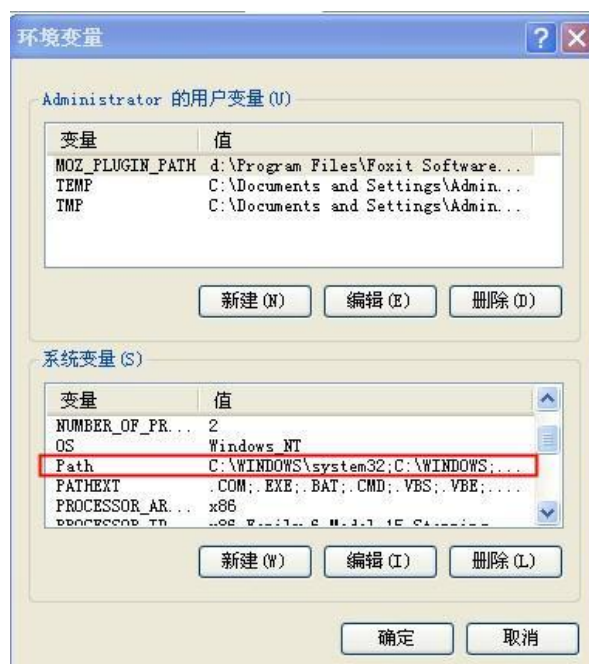 环境变量
Administrator 的用户变量(U)
变量 值
MOZ_PLUGIN_PATH d:\Program Files\Foxit Software...
TEMP C:\Documents and Settings\Admin...
TMP C:\Documents and Settings\Admin...
新建(N) 编辑(E) 删除(D)
系统变量(S)
变量 值
NUMBER_OF_PR... 2
OS Windows_NT
Path C:\WINDOWS\system32;C:\WINDOWS;...
PATHEXT .COM;.EXE;.BAT;.CMD;.VBS;.VBE;....
PROCESSOR_AR... x86
新建(W) 编辑(I) 删除(L)
确定 取消